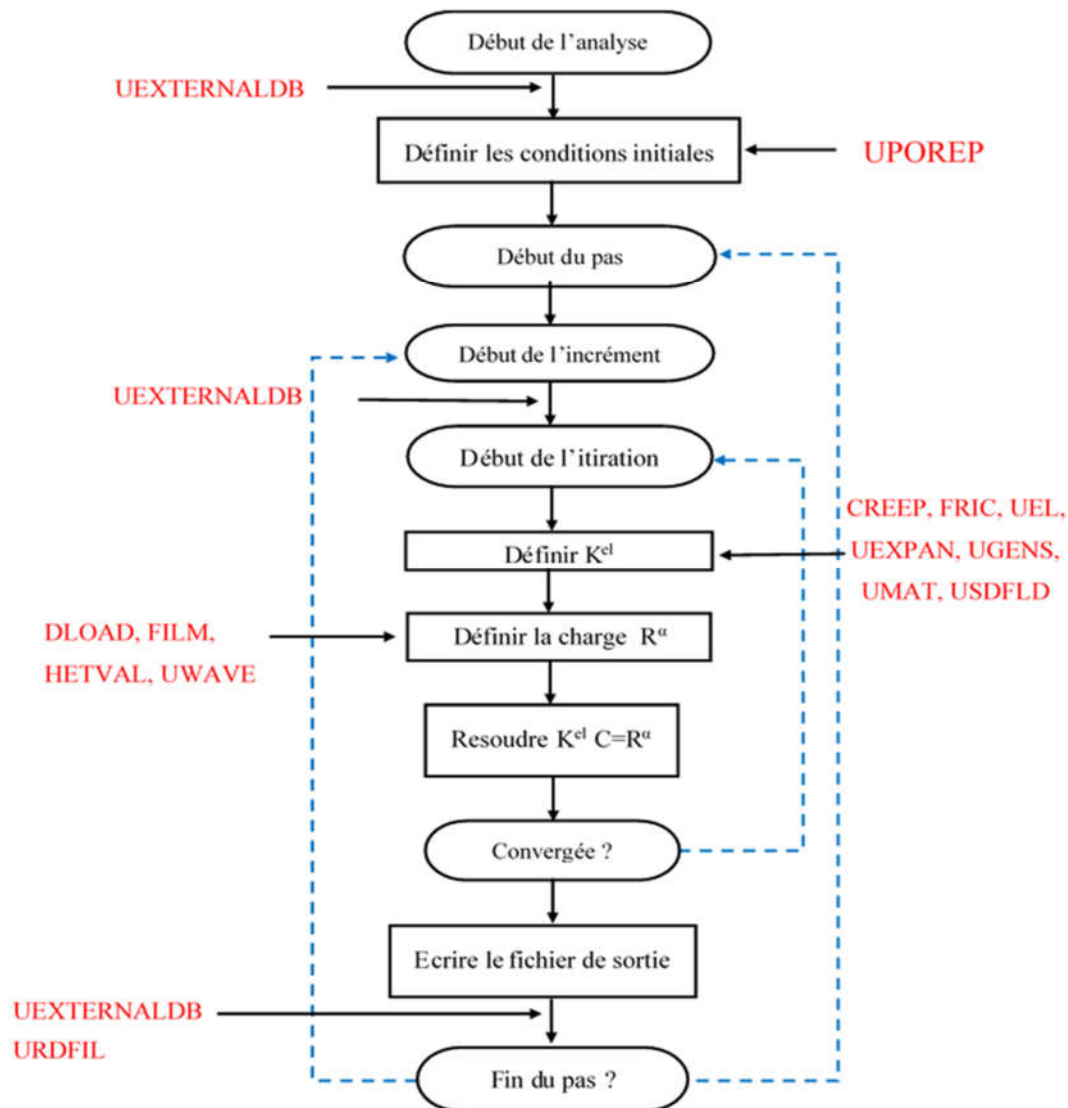 Début de l’analyse
UEXTERNALDB
Définir les conditions initiales
UPOREP
Début du pas
Début de l’incrément
UEXTERNALDB
Début de l’itiration
CREEP, FRIC, UEL,
UEXPAN, UGENS,
UMAT, USDFLD
Définir K^el
DLOAD, FILM,
HETVAL, UWAVE
Définir la charge R^α
Resoudre K^el C=R^α
Convergée ?
Ecrire le fichier de sortie
UEXTERNALDB
URDFIL
Fin du pas ?